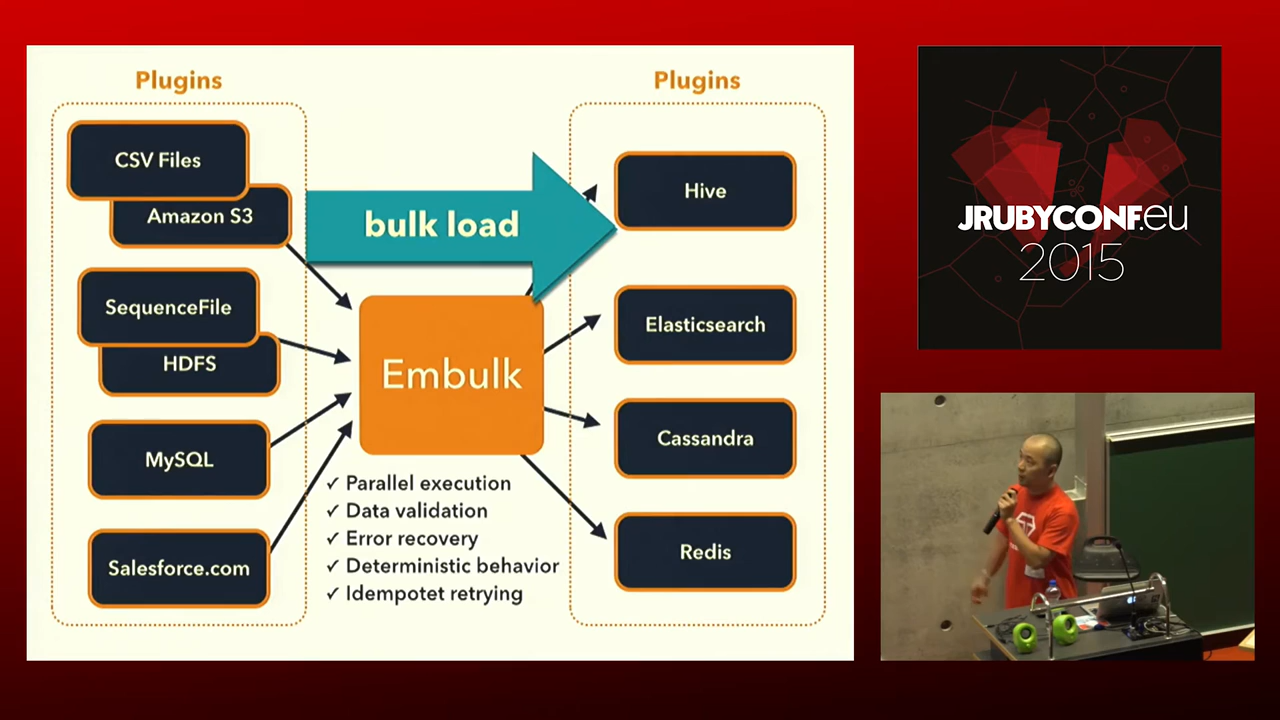 Plugins
CSV Files
Amazon S3
SequenceFile
HDFS
MySQL
Salesforce.com
bulk load
Embulk
✓ Parallel execution
✓ Data validation
✓ Error recovery
✓ Deterministic behavior
✓ Idempotet retrying
Plugins
Hive
Elasticsearch
Cassandra
Redis
JRUBYCONF.eu
2015